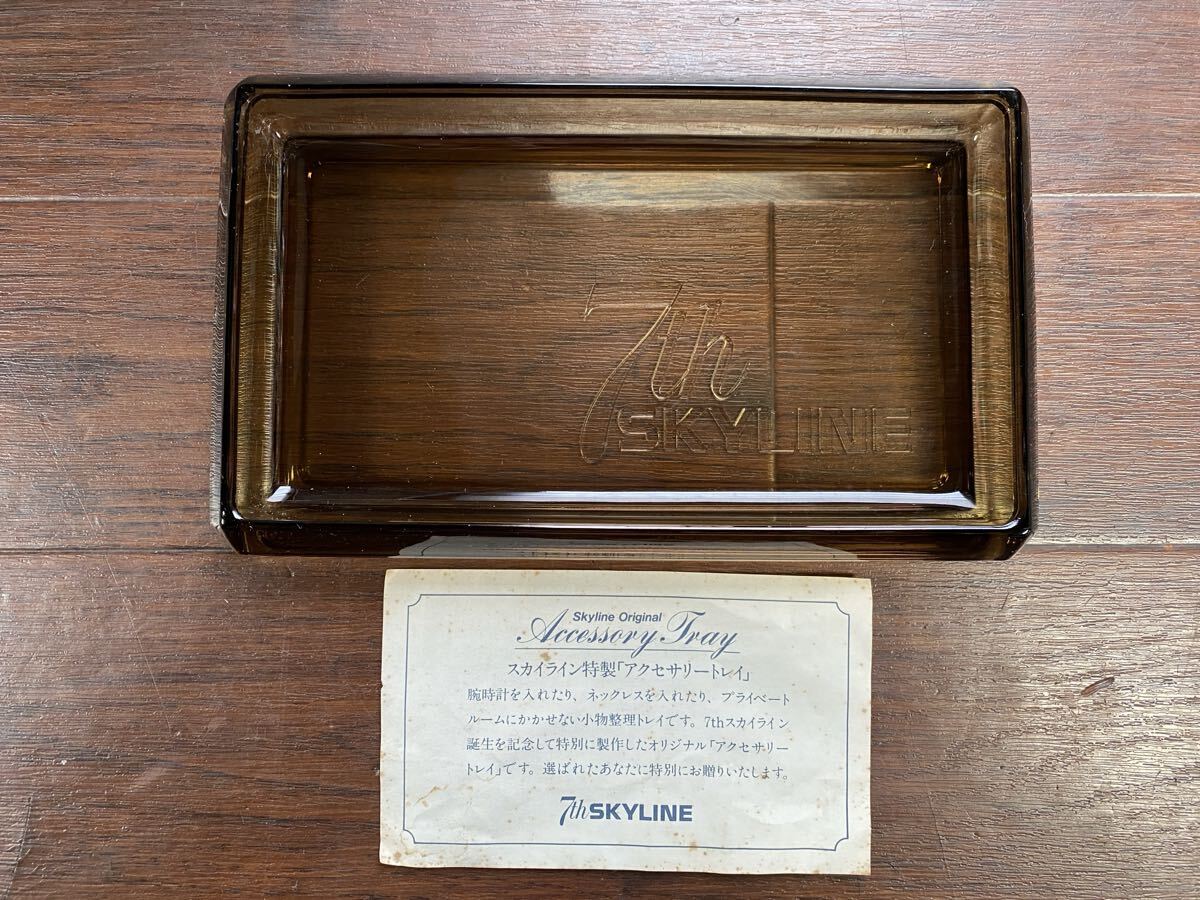 7th
SKYLINE
Skyline Original
Accessory Tray
スカイライン特製「アクセサリートレイ」
腕時計を入れたり、ネックレスを入れたり、プライベート
ルームにかかせない小物整理トレイです。7thスカイライン
誕生を記念して特別に製作したオリジナル「アクセサリー
トレイ」です。選ばれたあなたに特別にお贈りいたします。
7thSKYLINE